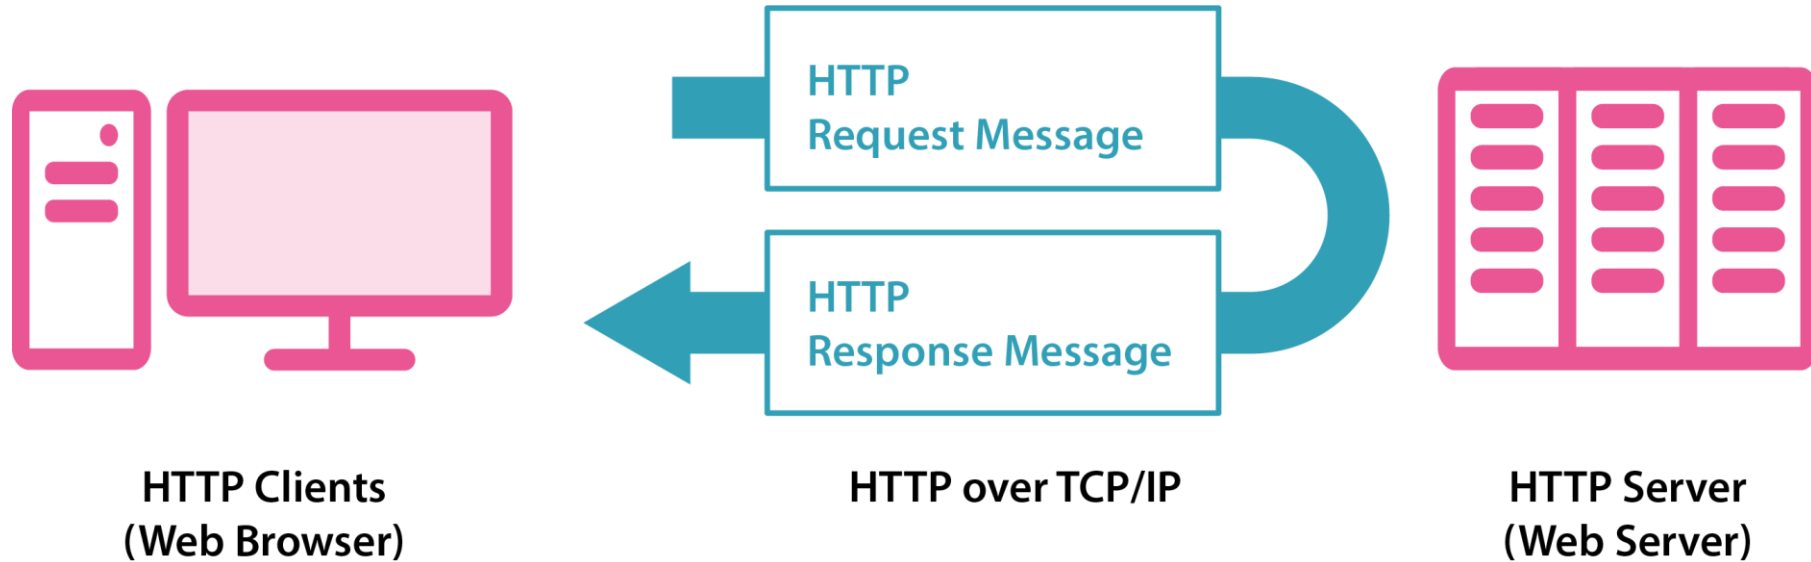 HTTP
Request Message
HTTP
Response Message
HTTP Clients
(Web Browser)
HTTP over TCP/IP
HTTP Server
(Web Server)